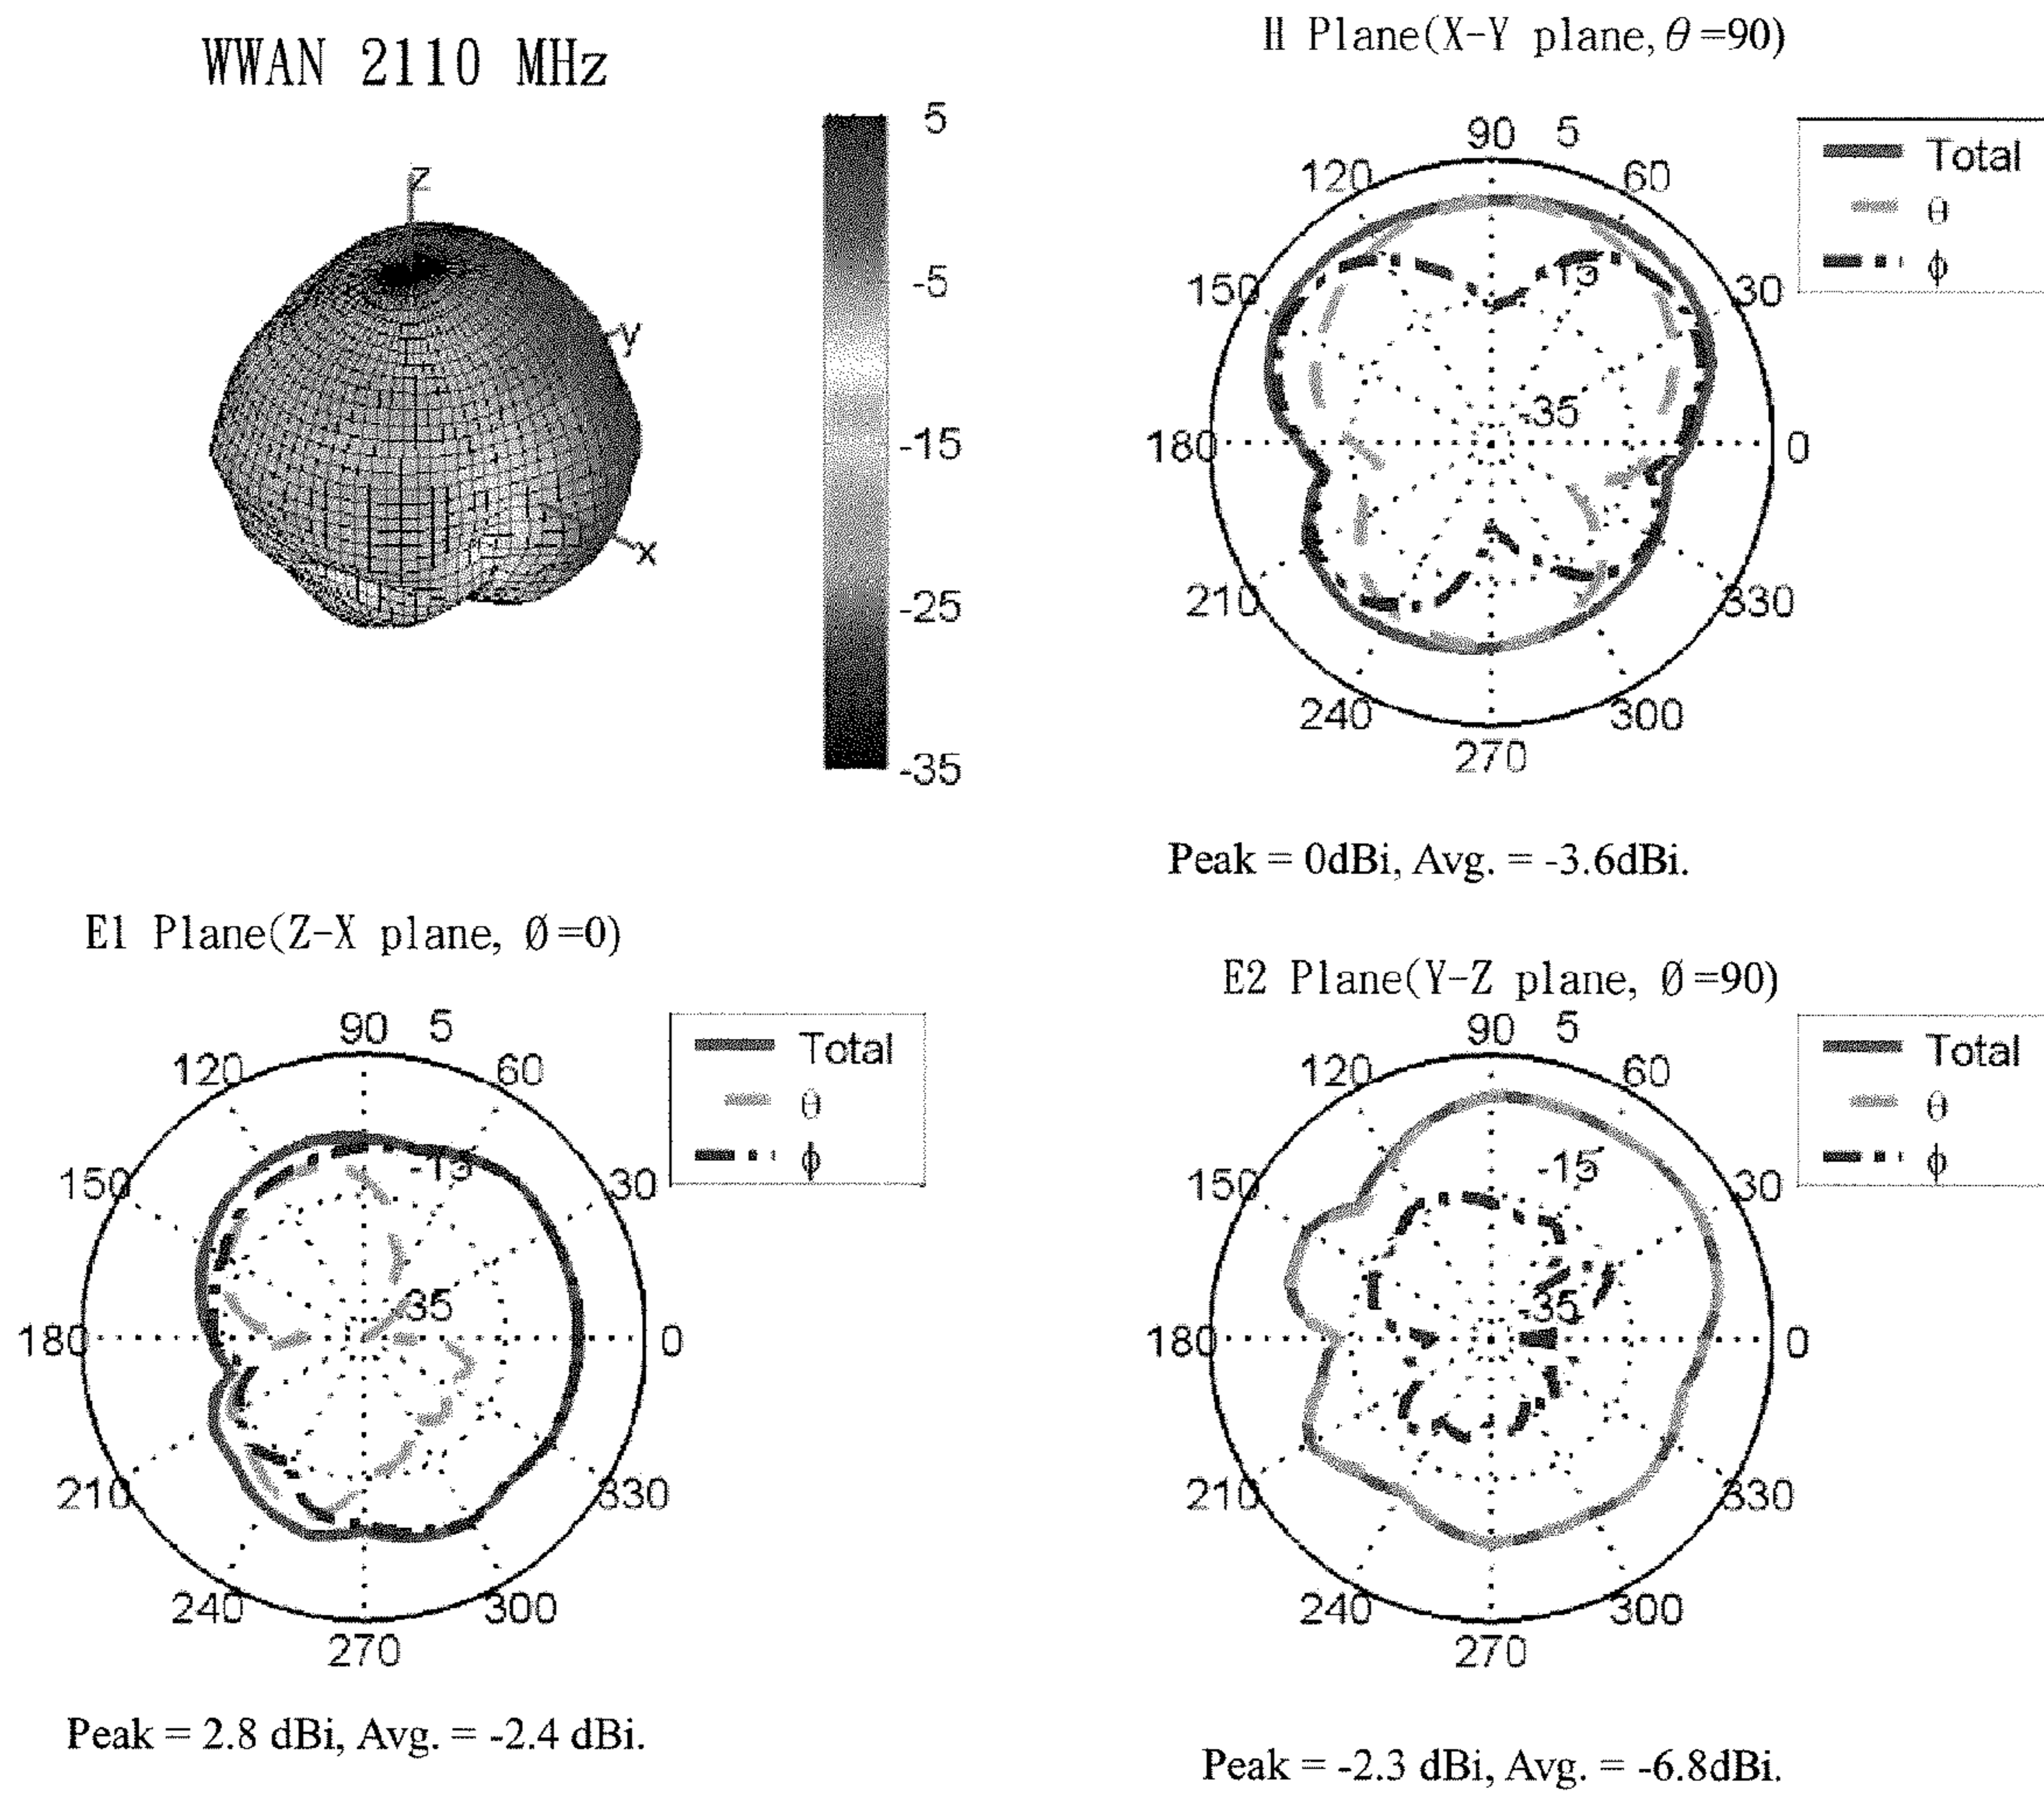 WWAN 2110 MHz
5
-5
-15
-25
-35
Z
y
x
H Plane(X-Y plane, θ=90)
90 5
120 60
150 30
180 0
210 330
240 300
270
-15
-35
Total
θ
ϕ
Peak = 0dBi, Avg. = -3.6dBi.
E1 Plane(Z-X plane, Ø=0)
90 5
120 60
150 30
180 0
210 330
240 300
270
-15
-35
Total
θ
ϕ
Peak = 2.8 dBi, Avg. = -2.4 dBi.
E2 Plane(Y-Z plane, Ø=90)
90 5
120 60
150 30
180 0
210 330
240 300
270
-15
-35
Total
θ
ϕ
Peak = -2.3 dBi, Avg. = -6.8dBi.